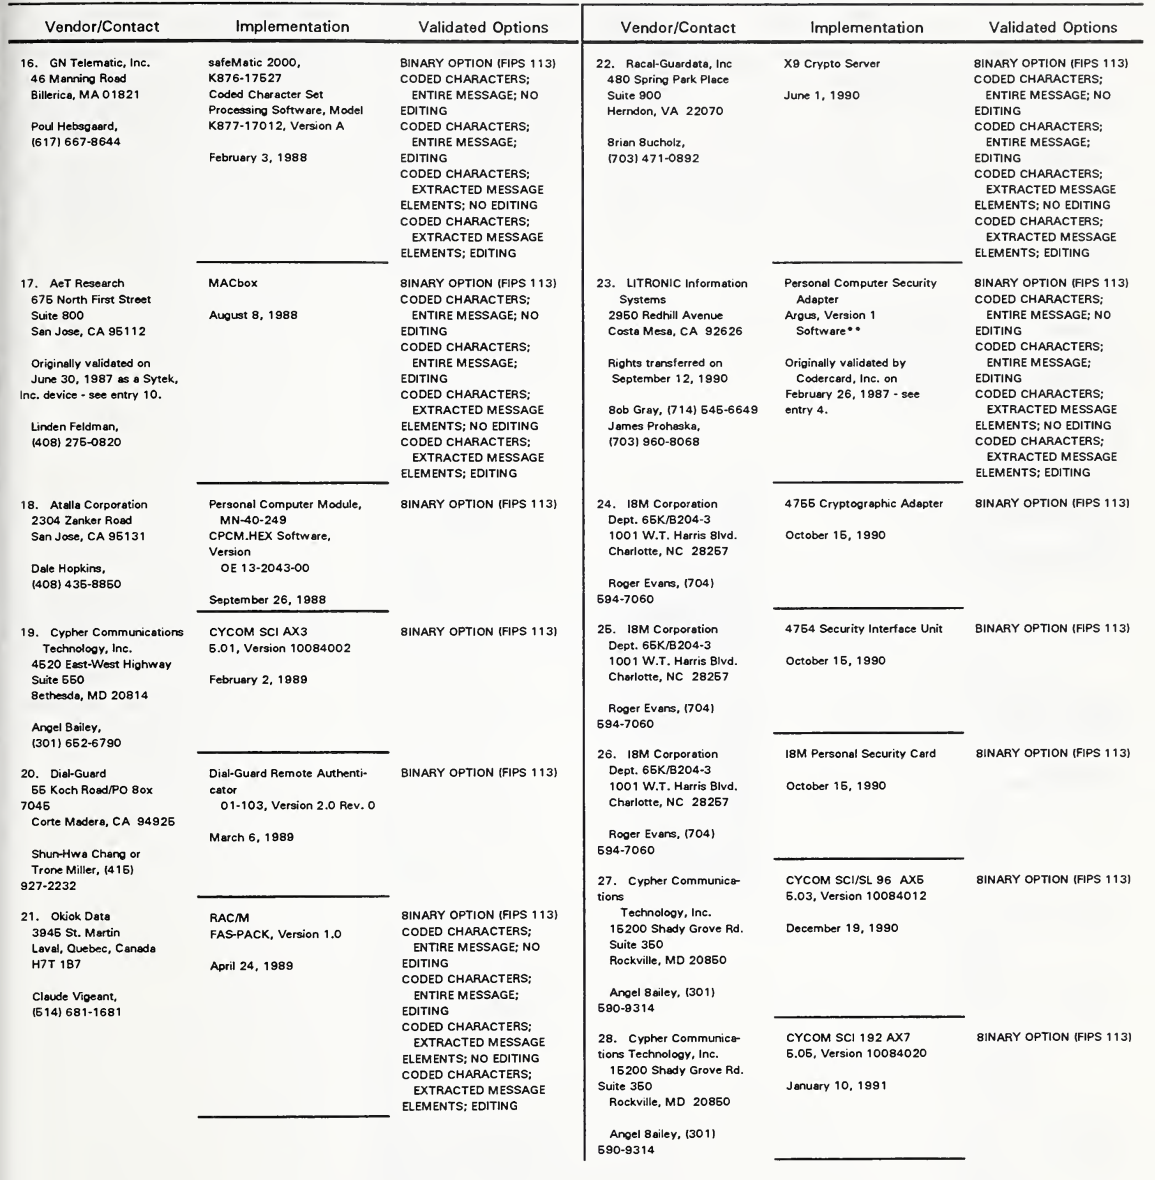 Vendor/Contact Implementation Validated Options
16. GN Telematic, Inc. safeMatic 2000, BINARY OPTION (FIPS 113)
46 Manning Road K876-17527 CODED CHARACTERS;
Billerica, MA 01821 Coded Character Set ENTIRE MESSAGE; NO
Processing Software, Model EDITING
Poul Hebsgaard, K877-17012, Version A CODED CHARACTERS;
(617) 667-8644 ENTIRE MESSAGE;
February 3, 1988 EDITING
CODED CHARACTERS;
EXTRACTED MESSAGE
ELEMENTS; NO EDITING
CODED CHARACTERS;
EXTRACTED MESSAGE
ELEMENTS; EDITING
17. AeT Research MACbox BINARY OPTION (FIPS 113)
675 North First Street CODED CHARACTERS;
Suite 800 August 8, 1988 ENTIRE MESSAGE; NO
San Jose, CA 95112 EDITING
CODED CHARACTERS;
Originally validated on ENTIRE MESSAGE;
June 30, 1987 as a Sytek, EDITING
Inc. device - see entry 10. CODED CHARACTERS;
EXTRACTED MESSAGE
Linden Feldman, ELEMENTS; NO EDITING
(408) 275-0820 CODED CHARACTERS;
EXTRACTED MESSAGE
ELEMENTS; EDITING
18. Atalla Corporation Personal Computer Module, BINARY OPTION (FIPS 113)
2304 Zanker Road MN-40-249
San Jose, CA 95131 CPCM.HEX Software,
Version
Dale Hopkins, OE 13-2043-00
(408) 435-8850
September 26, 1988
19. Cypher Communications CYCOM SCI AX3 BINARY OPTION (FIPS 113)
Technology, Inc. 5.01, Version 10084002
4520 East-West Highway
Suite 550 February 2, 1989
Bethesda, MD 20814
Angel Bailey,
(301) 652-6790
20. Dial-Guard Dial-Guard Remote Authenti- BINARY OPTION (FIPS 113)
55 Koch Road/PO Box cator
7045 01-103, Version 2.0 Rev. 0
Corte Madera, CA 94925
March 6, 1989
Shun-Hwa Chang or
Trone Miller, (415)
927-2232
21. Okiok Data RAC/M BINARY OPTION (FIPS 113)
3945 St. Martin FAS-PACK, Version 1.0 CODED CHARACTERS;
Laval, Quebec, Canada ENTIRE MESSAGE; NO
H7T 1B7 April 24, 1989 EDITING
CODED CHARACTERS;
Claude Vigeant, ENTIRE MESSAGE;
(514) 681-1681 EDITING
CODED CHARACTERS;
EXTRACTED MESSAGE
ELEMENTS; NO EDITING
CODED CHARACTERS;
EXTRACTED MESSAGE
ELEMENTS; EDITING
Vendor/Contact Implementation Validated Options
22. Racal-Guardata, Inc X9 Crypto Server BINARY OPTION (FIPS 113)
480 Spring Park Place CODED CHARACTERS;
Suite 900 June 1, 1990 ENTIRE MESSAGE; NO
Herndon, VA 22070 EDITING
CODED CHARACTERS;
Brian Bucholz, ENTIRE MESSAGE;
(703) 471-0892 EDITING
CODED CHARACTERS;
EXTRACTED MESSAGE
ELEMENTS; NO EDITING
CODED CHARACTERS;
EXTRACTED MESSAGE
ELEMENTS; EDITING
23. LITRONIC Information Personal Computer Security BINARY OPTION (FIPS 113)
Systems Adapter CODED CHARACTERS;
2950 Redhill Avenue Argus, Version 1 ENTIRE MESSAGE; NO
Costa Mesa, CA 92626 Software** EDITING
CODED CHARACTERS;
Rights transferred on Originally validated by ENTIRE MESSAGE;
September 12, 1990 Codercard, Inc. on EDITING
February 26, 1987 - see CODED CHARACTERS;
Bob Gray, (714) 545-6649 entry 4. EXTRACTED MESSAGE
James Prohaska, ELEMENTS; NO EDITING
(703) 960-8068 CODED CHARACTERS;
EXTRACTED MESSAGE
ELEMENTS; EDITING
24. IBM Corporation 4755 Cryptographic Adapter BINARY OPTION (FIPS 113)
Dept. 65K/B204-3
1001 W.T. Harris Blvd. October 15, 1990
Charlotte, NC 28257
Roger Evans, (704)
594-7060
25. IBM Corporation 4754 Security Interface Unit BINARY OPTION (FIPS 113)
Dept. 65K/B204-3
1001 W.T. Harris Blvd. October 15, 1990
Charlotte, NC 28257
Roger Evans, (704)
594-7060
26. IBM Corporation IBM Personal Security Card BINARY OPTION (FIPS 113)
Dept. 65K/B204-3
1001 W.T. Harris Blvd. October 15, 1990
Charlotte, NC 28257
Roger Evans, (704)
594-7060
27. Cypher Communica- CYCOM SCI/SL 96 AX5 BINARY OPTION (FIPS 113)
tions 5.03, Version 10084012
Technology, Inc.
15200 Shady Grove Rd. December 19, 1990
Suite 350
Rockville, MD 20850
Angel Bailey, (301)
590-9314
28. Cypher Communica- CYCOM SCI 192 AX7 BINARY OPTION (FIPS 113)
tions Technology, Inc. 5.05, Version 10084020
15200 Shady Grove Rd.
Suite 350 January 10, 1991
Rockville, MD 20850
Angel Bailey, (301)
590-9314